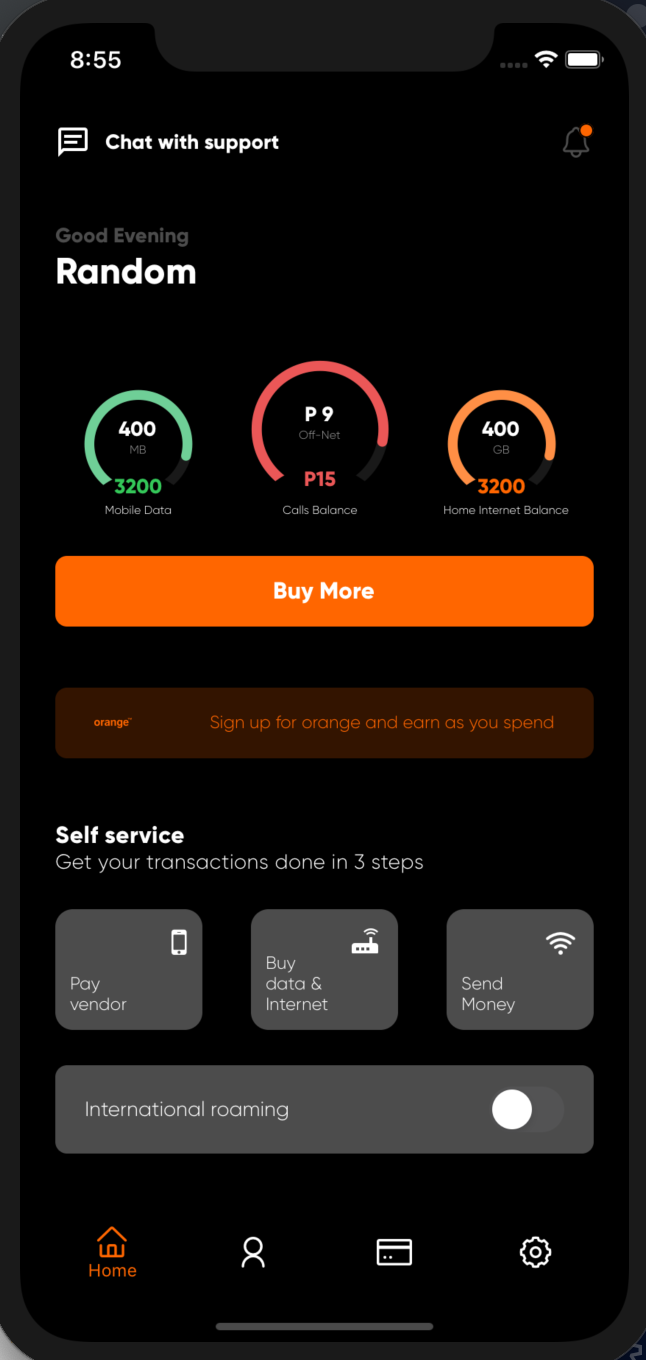 8:55
Chat with support
Good Evening
Random
400
MB
3200
Mobile Data
P 9
Off-Net
P15
Calls Balance
400
GB
3200
Home Internet Balance
Buy More
orange™
Sign up for orange and earn as you spend
Self service
Get your transactions done in 3 steps
Pay
vendor
Buy
data &
Internet
Send
Money
International roaming
Home